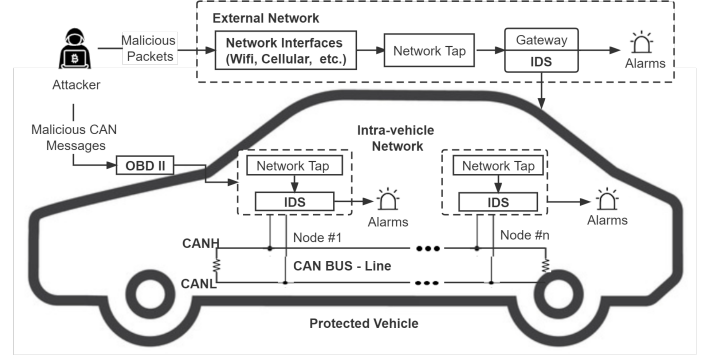 External Network
Malicious
Packets
Network Interfaces
(Wifi, Cellular, etc.)
Network Tap
Gateway
IDS
Alarms
Attacker
Malicious CAN
Messages
OBD II
Intra-vehicle
Network
Network Tap
IDS
Alarms
Node #1
Network Tap
IDS
Alarms
Node #n
CANH
CAN BUS - Line
CANL
Protected Vehicle